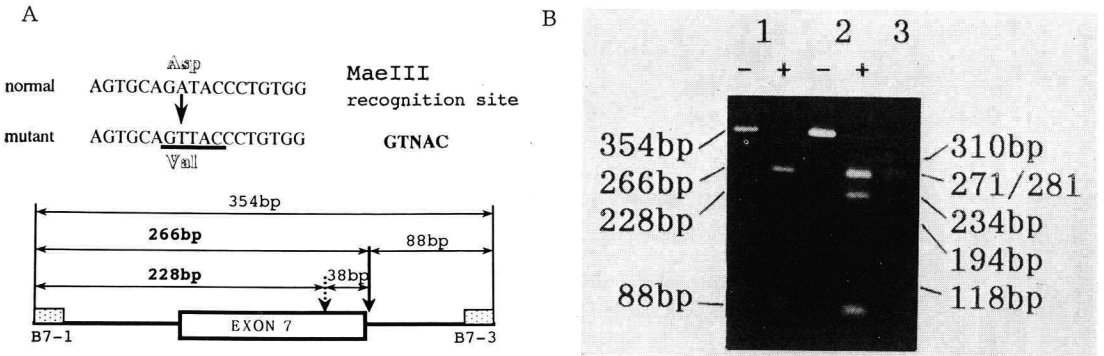 A
Asp
normal AGTGCAGATACCCTGTGG
MaeIII
recognition site
mutant AGTGCAGTTACCCTGTGG
GTNAC
Val
354bp
266bp 88bp
228bp 38bp
EXON 7
B7-1 B7-3
B
1 2 3
− + − +
354bp
266bp
228bp
88bp
310bp
271/281
234bp
194bp
118bp